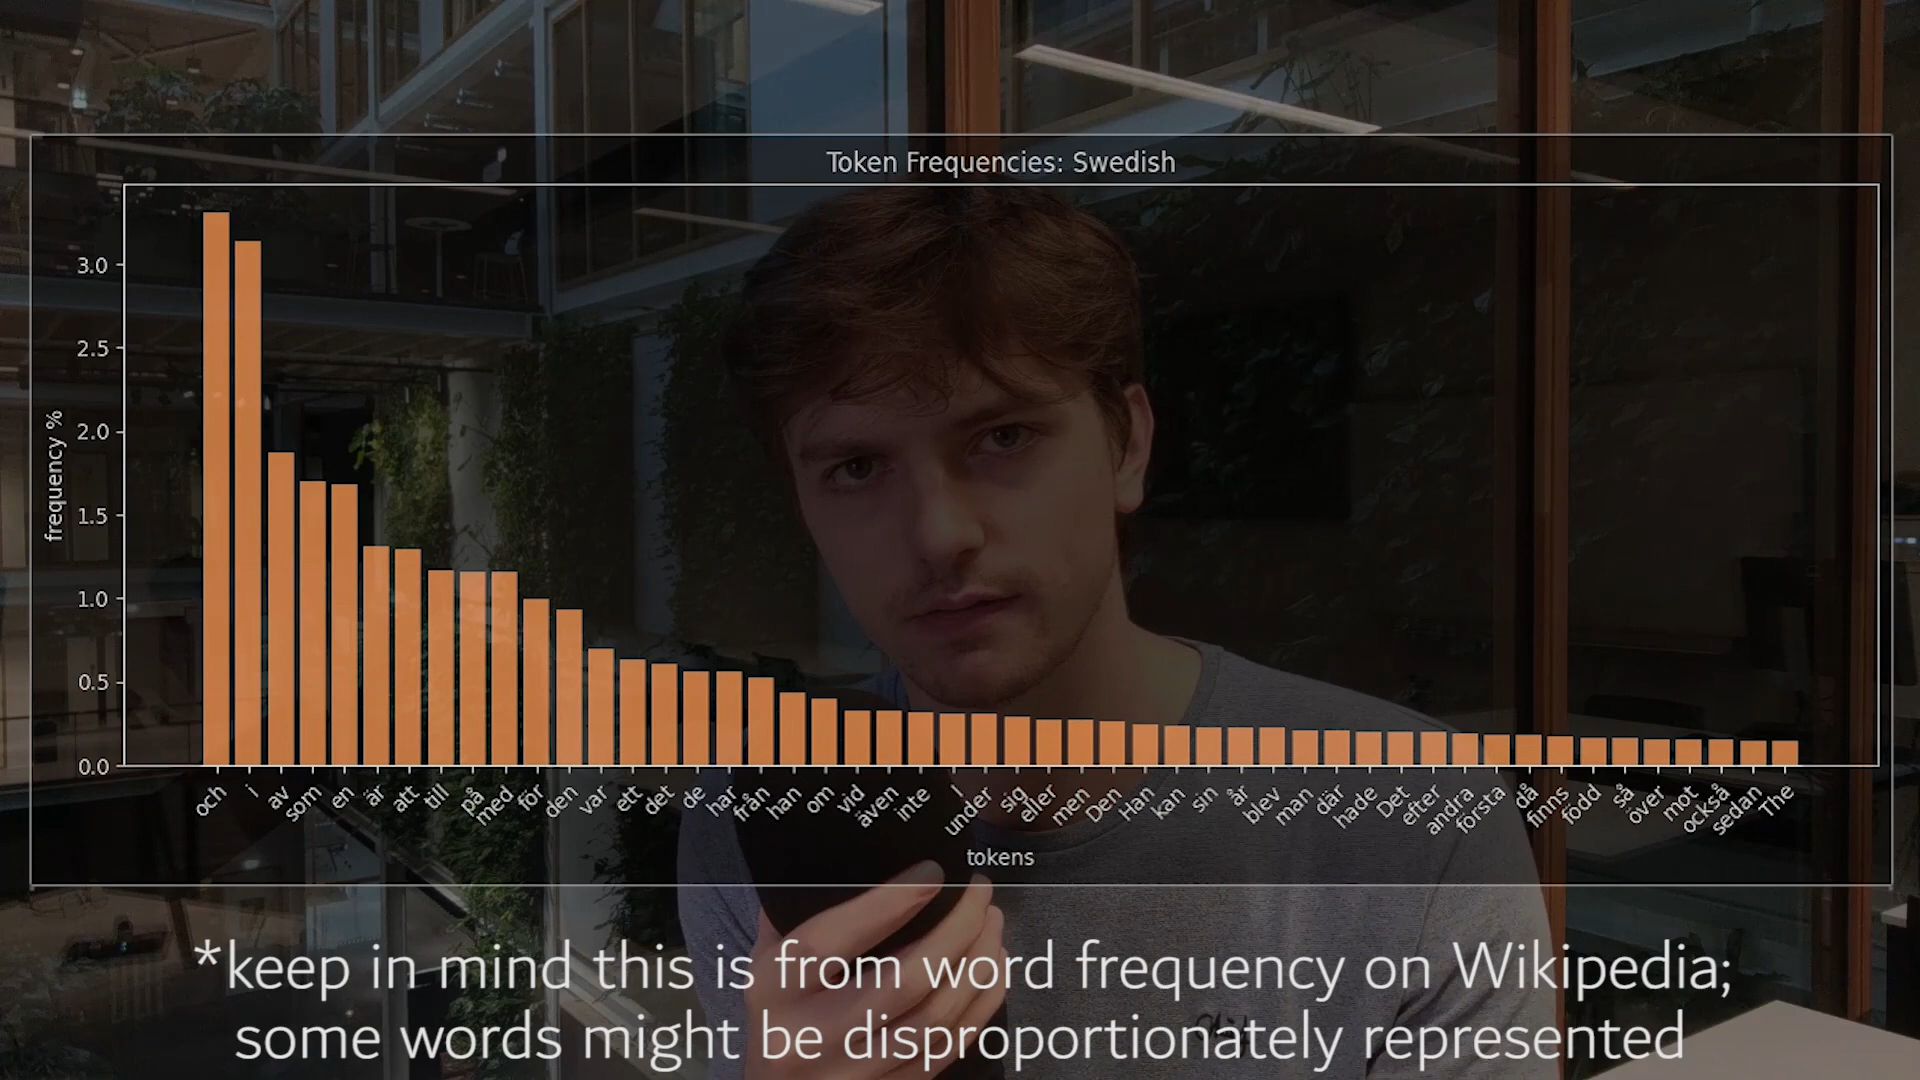 Token Frequencies: Swedish
frequency %
3.0
2.5
2.0
1.5
1.0
0.5
0.0
och i av som en är att till på med för den var ett det de har från han om vid även inte I under sig eller men Den Han kan sin år blev man där hade Det efter andra första då finns född så över mot också sedan The
tokens
*keep in mind this is from word frequency on Wikipedia;
some words might be disproportionately represented